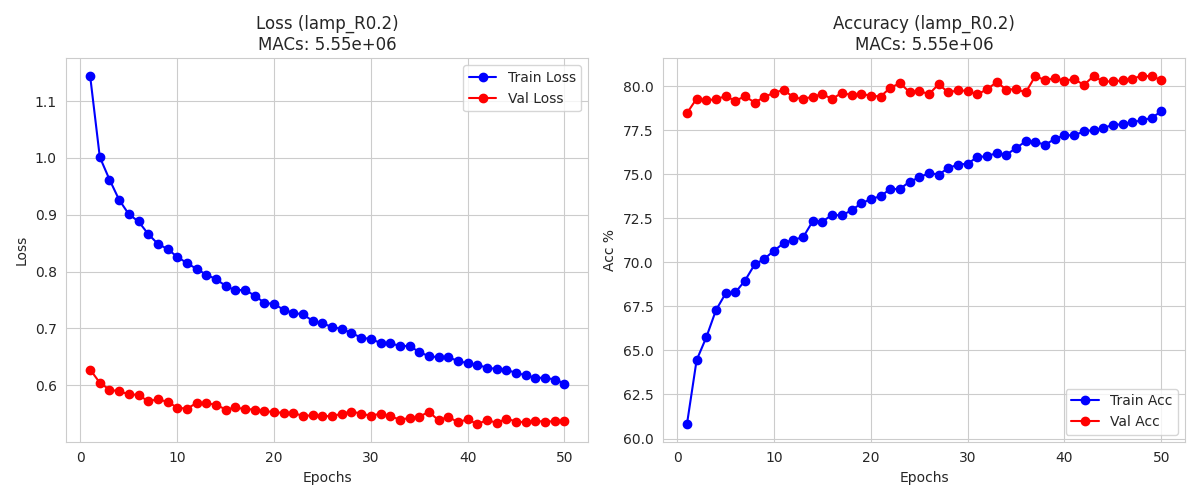 Loss (lamp_R0.2)
MACs: 5.55e+06
Train Loss
Val Loss
1.1
1.0
0.9
0.8
0.7
0.6
Loss
0
10
20
30
40
50
Epochs
Accuracy (lamp_R0.2)
MACs: 5.55e+06
80.0
77.5
75.0
72.5
70.0
67.5
65.0
62.5
60.0
Acc %
Train Acc
Val Acc
0
10
20
30
40
50
Epochs